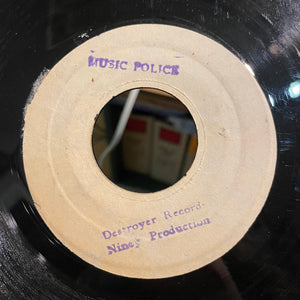 MUSIC POLICE
Destroyer Record-
Niney Production